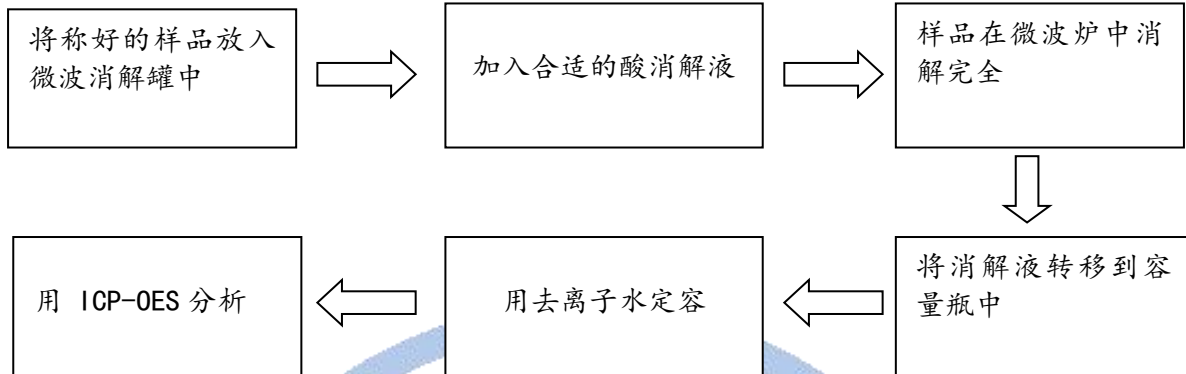 将称好的样品放入
微波消解罐中
加入合适的酸消解液
样品在微波炉中消
解完全
将消解液转移到容
量瓶中
用去离子水定容
用 ICP-OES 分析